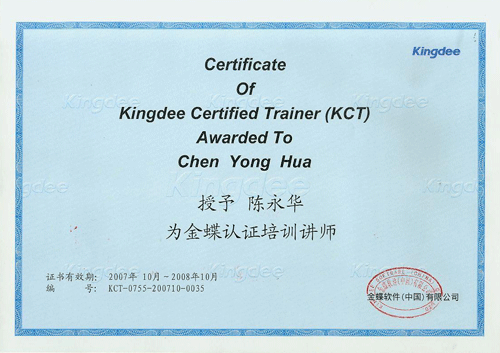 Kingdee
Certificate
Of
Kingdee Certified Trainer (KCT)
Awarded To
Chen Yong Hua
授予 陈永华
为金蝶认证培训讲师
证书有效期： 2007年 10月－2008年10月
编 号： KCT-0755-200710-0035
金蝶软件(中国)有限公司